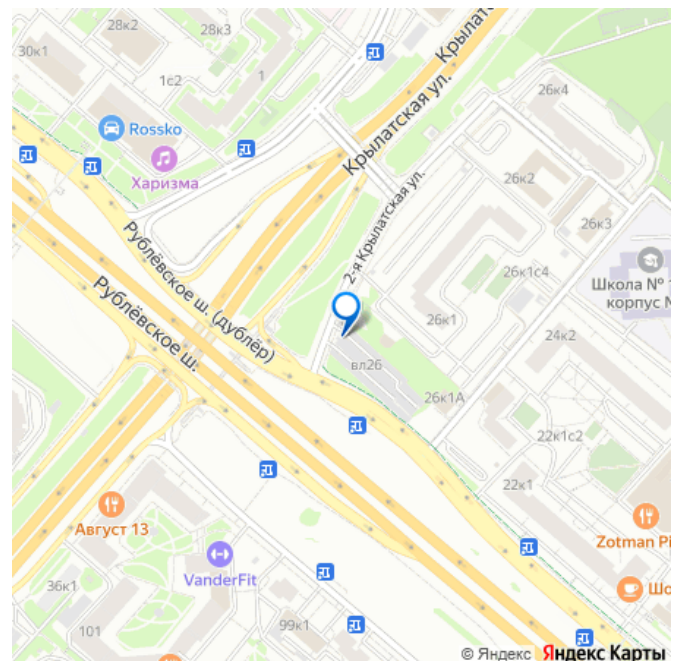 28к2
28к3
30к1
1с2
1
Крылатская ул.
Крылатская ул.
26к4
Rossko
Харизма
26к2
2-я Крылатская ул.
26к3
Рублёвское ш. (дублёр)
26к1с4
Школа №
корпус
Рублёвское ш.
26к1
24к2
вл26
26к1А
22к1с2
22к1
Август 13
Zotman Pi
VanderFit
36к1
101
99к1
© Яндекс Яндекс Карты